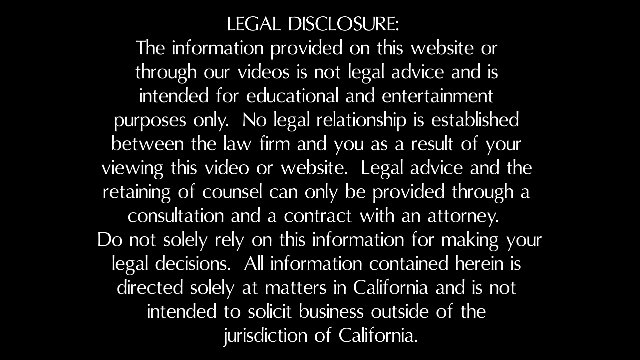 LEGAL DISCLOSURE:
The information provided on this website or
through our videos is not legal advice and is
intended for educational and entertainment
purposes only.  No legal relationship is established
between the law firm and you as a result of your
viewing this video or website.  Legal advice and the
retaining of counsel can only be provided through a
consultation and a contract with an attorney.
Do not solely rely on this information for making your
legal decisions.  All information contained herein is
directed solely at matters in California and is not
intended to solicit business outside of the
jurisdiction of California.